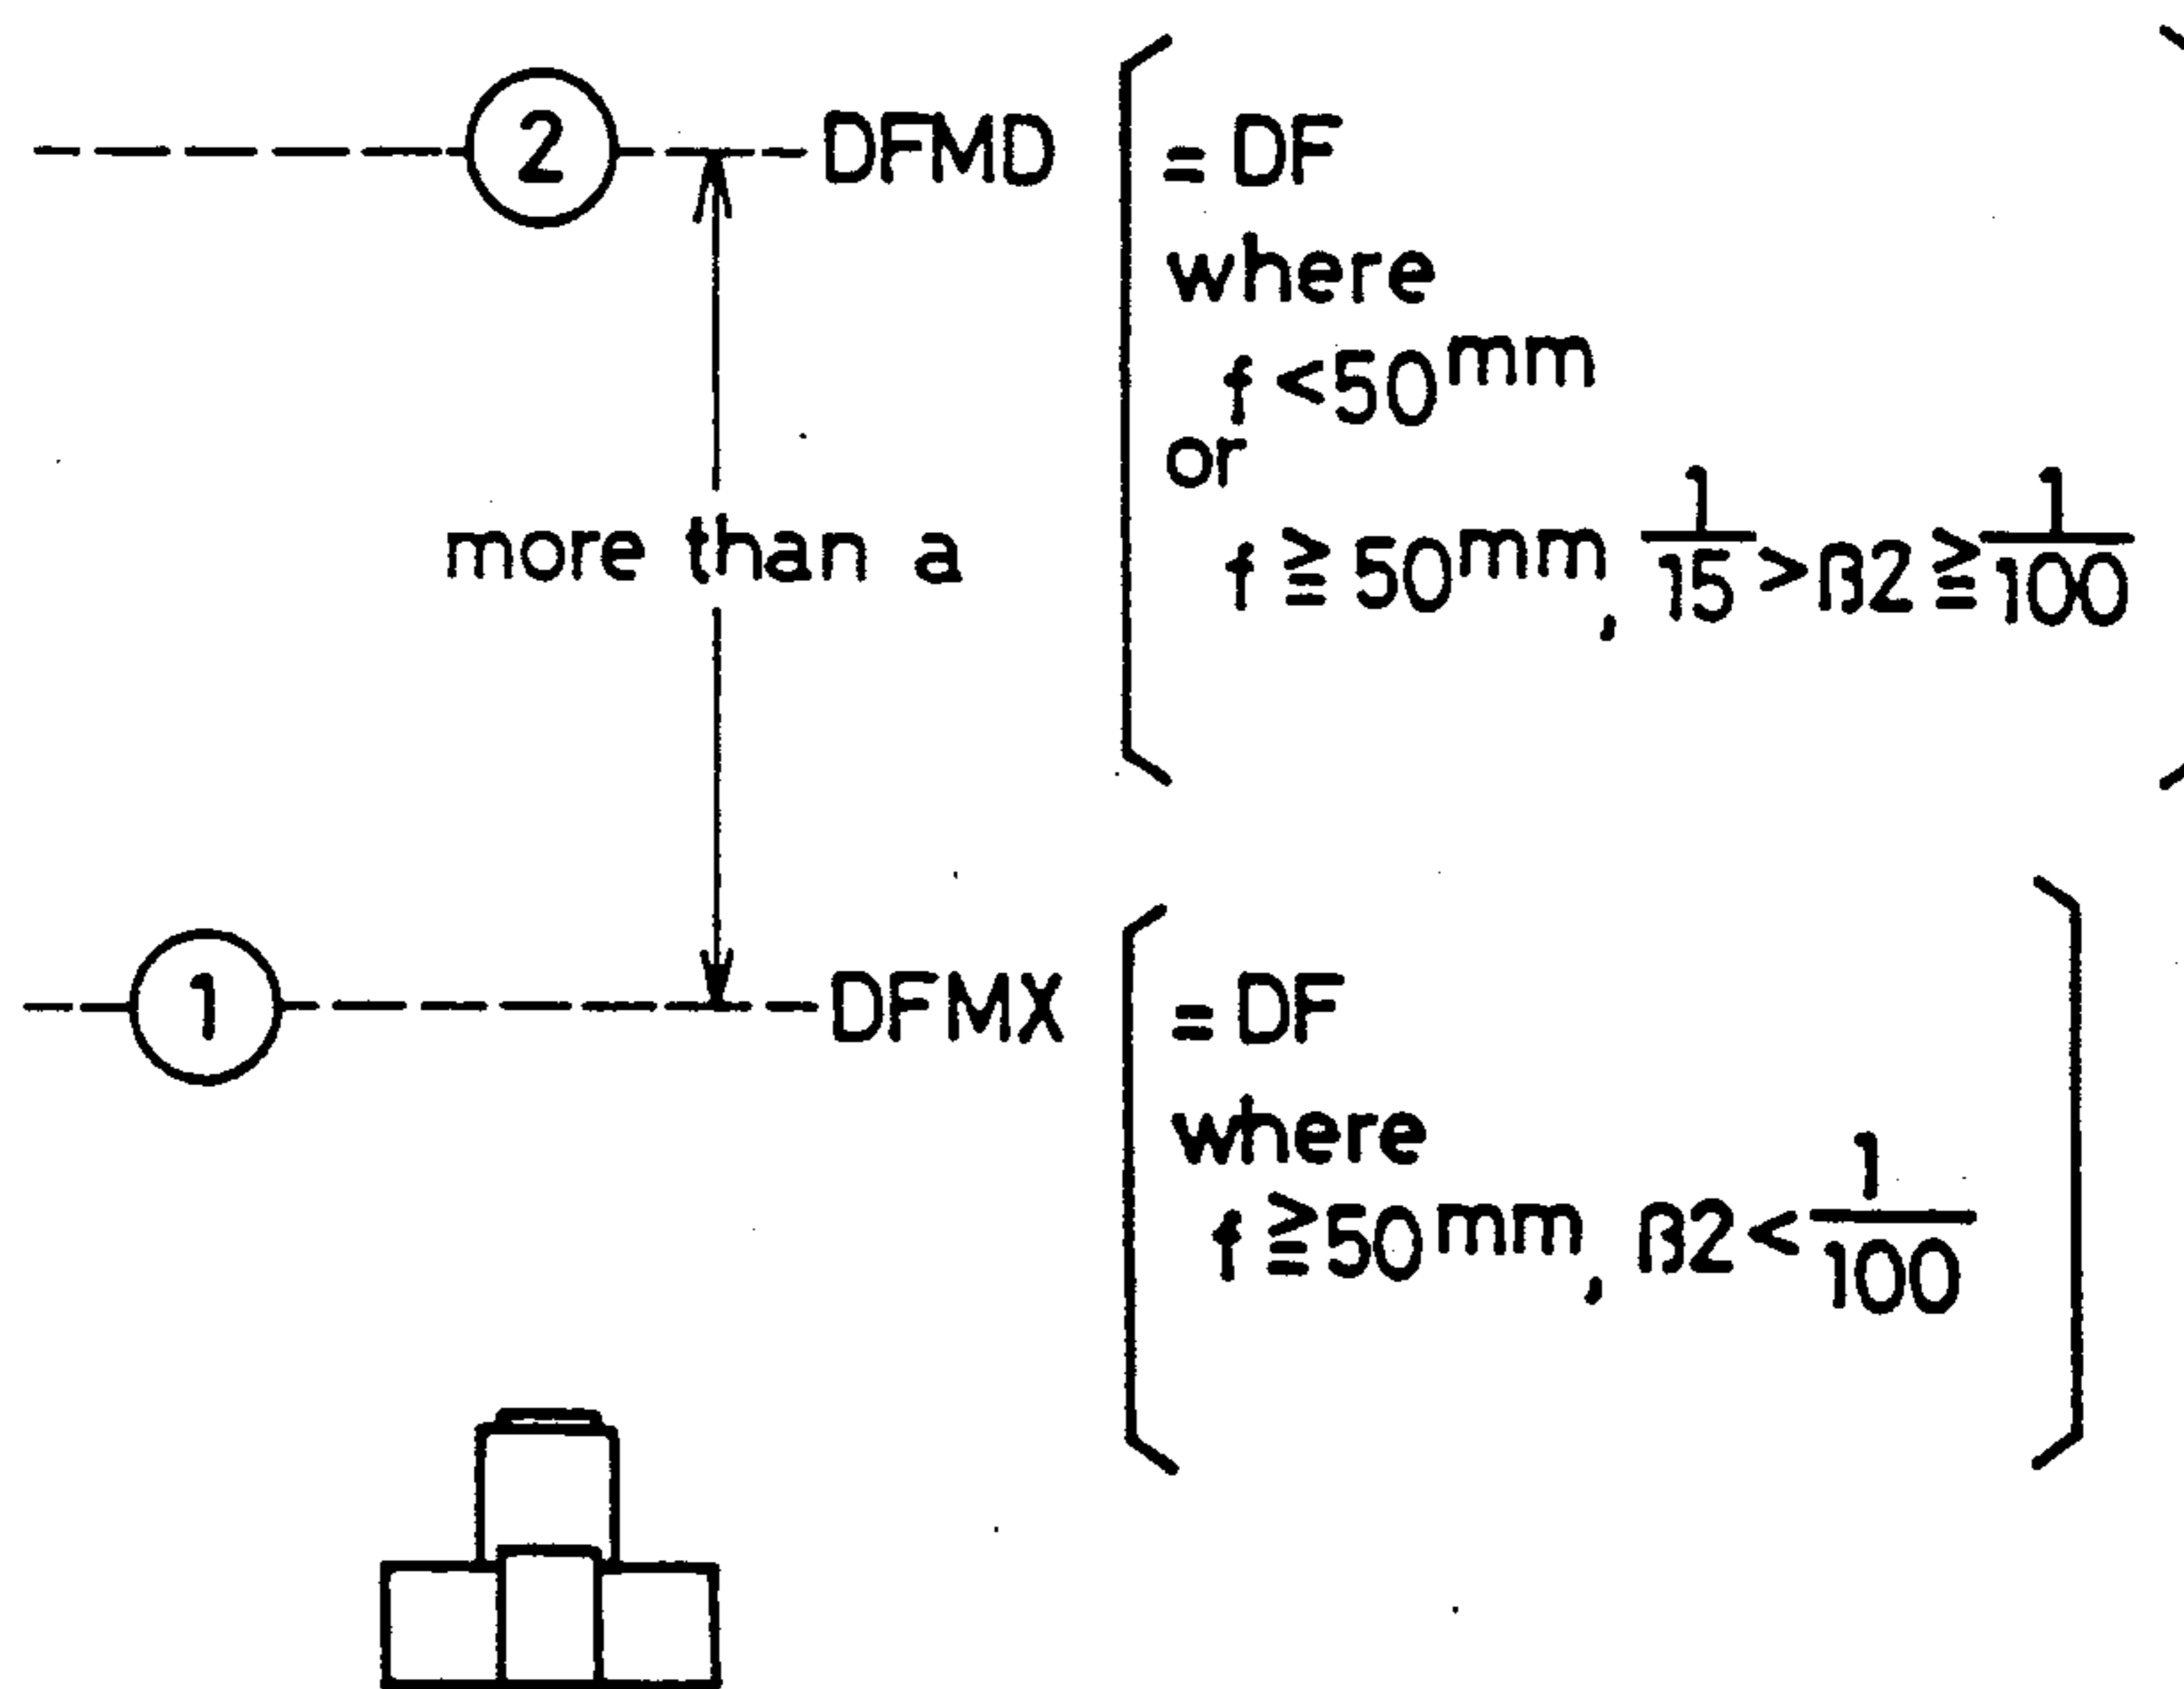 2 DFMD = DF
where
f < 50mm
or
f ≧ 50mm, 1/15 > β2 ≧ 1/100
more than a
1 DFMX = DF
where
f ≧ 50mm, β2 < 1/100